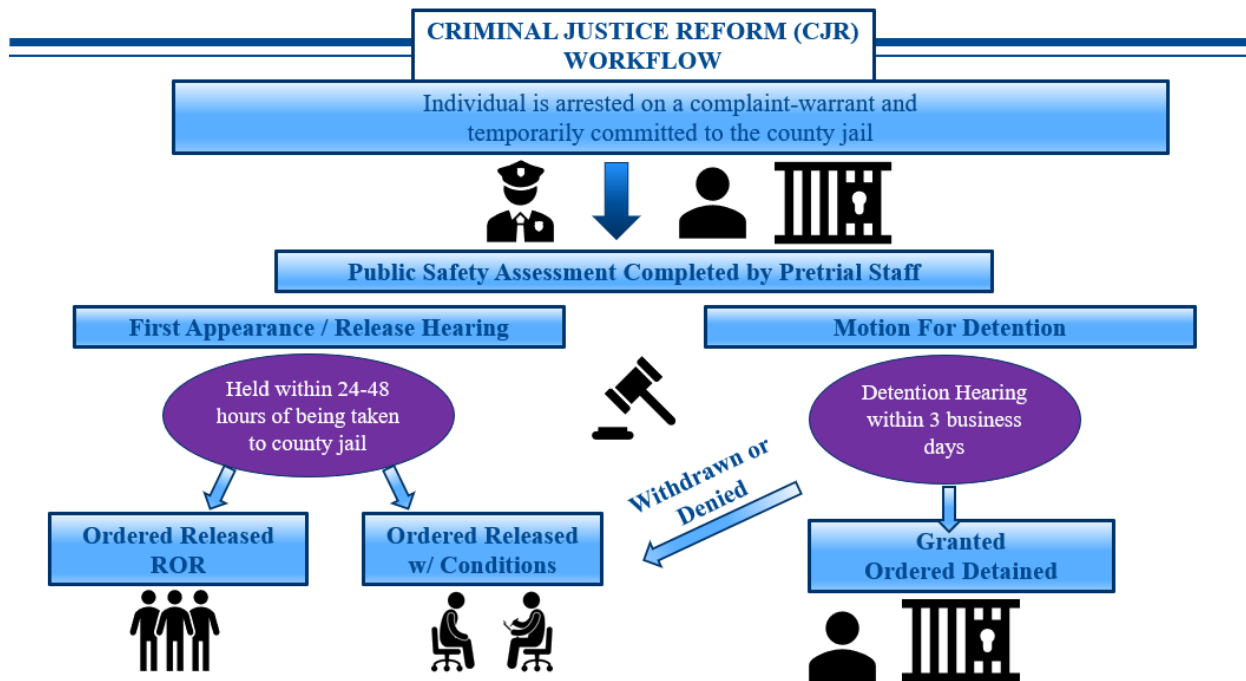 CRIMINAL JUSTICE REFORM (CJR)
WORKFLOW
Individual is arrested on a complaint-warrant and
temporarily committed to the county jail
Public Safety Assessment Completed by Pretrial Staff
First Appearance / Release Hearing
Motion For Detention
Held within 24-48
hours of being taken
to county jail
Detention Hearing
within 3 business
days
Withdrawn or
Denied
Ordered Released
ROR
Ordered Released
w/ Conditions
Granted
Ordered Detained